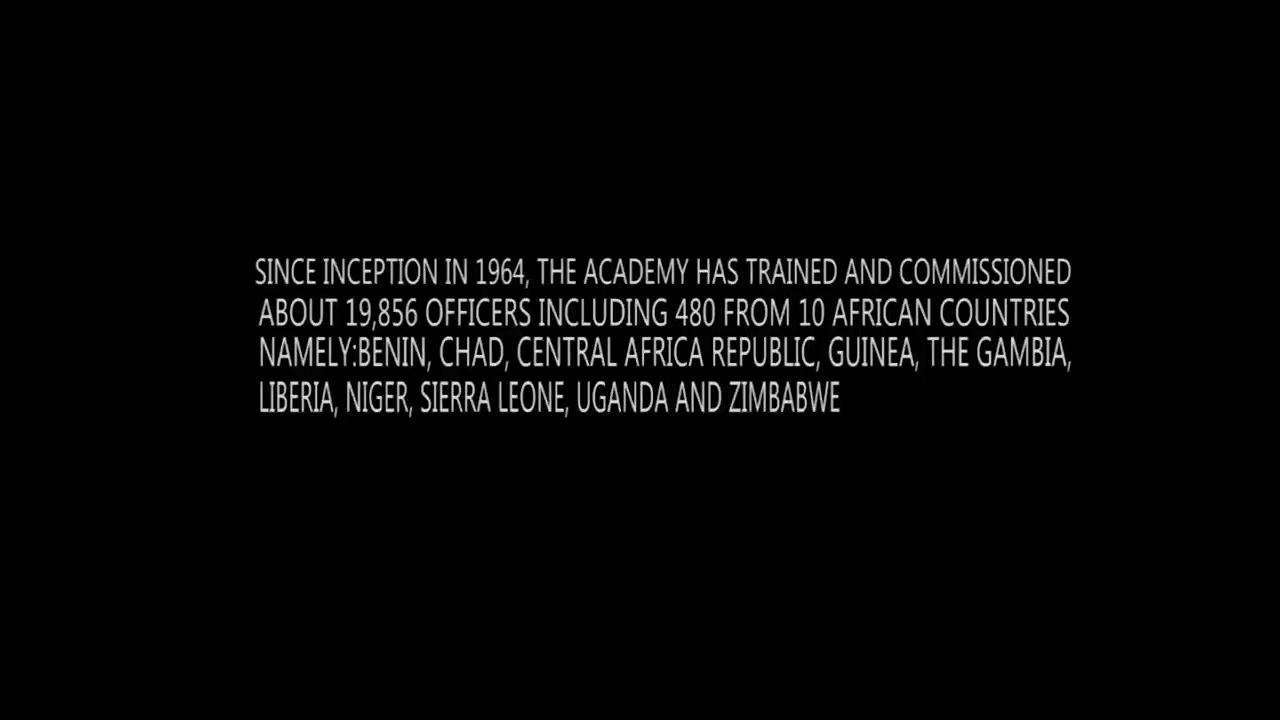 SINCE INCEPTION IN 1964, THE ACADEMY HAS TRAINED AND COMMISSIONED
ABOUT 19,856 OFFICERS INCLUDING 480 FROM 10 AFRICAN COUNTRIES
NAMELY:BENIN, CHAD, CENTRAL AFRICA REPUBLIC, GUINEA, THE GAMBIA,
LIBERIA, NIGER, SIERRA LEONE, UGANDA AND ZIMBABWE